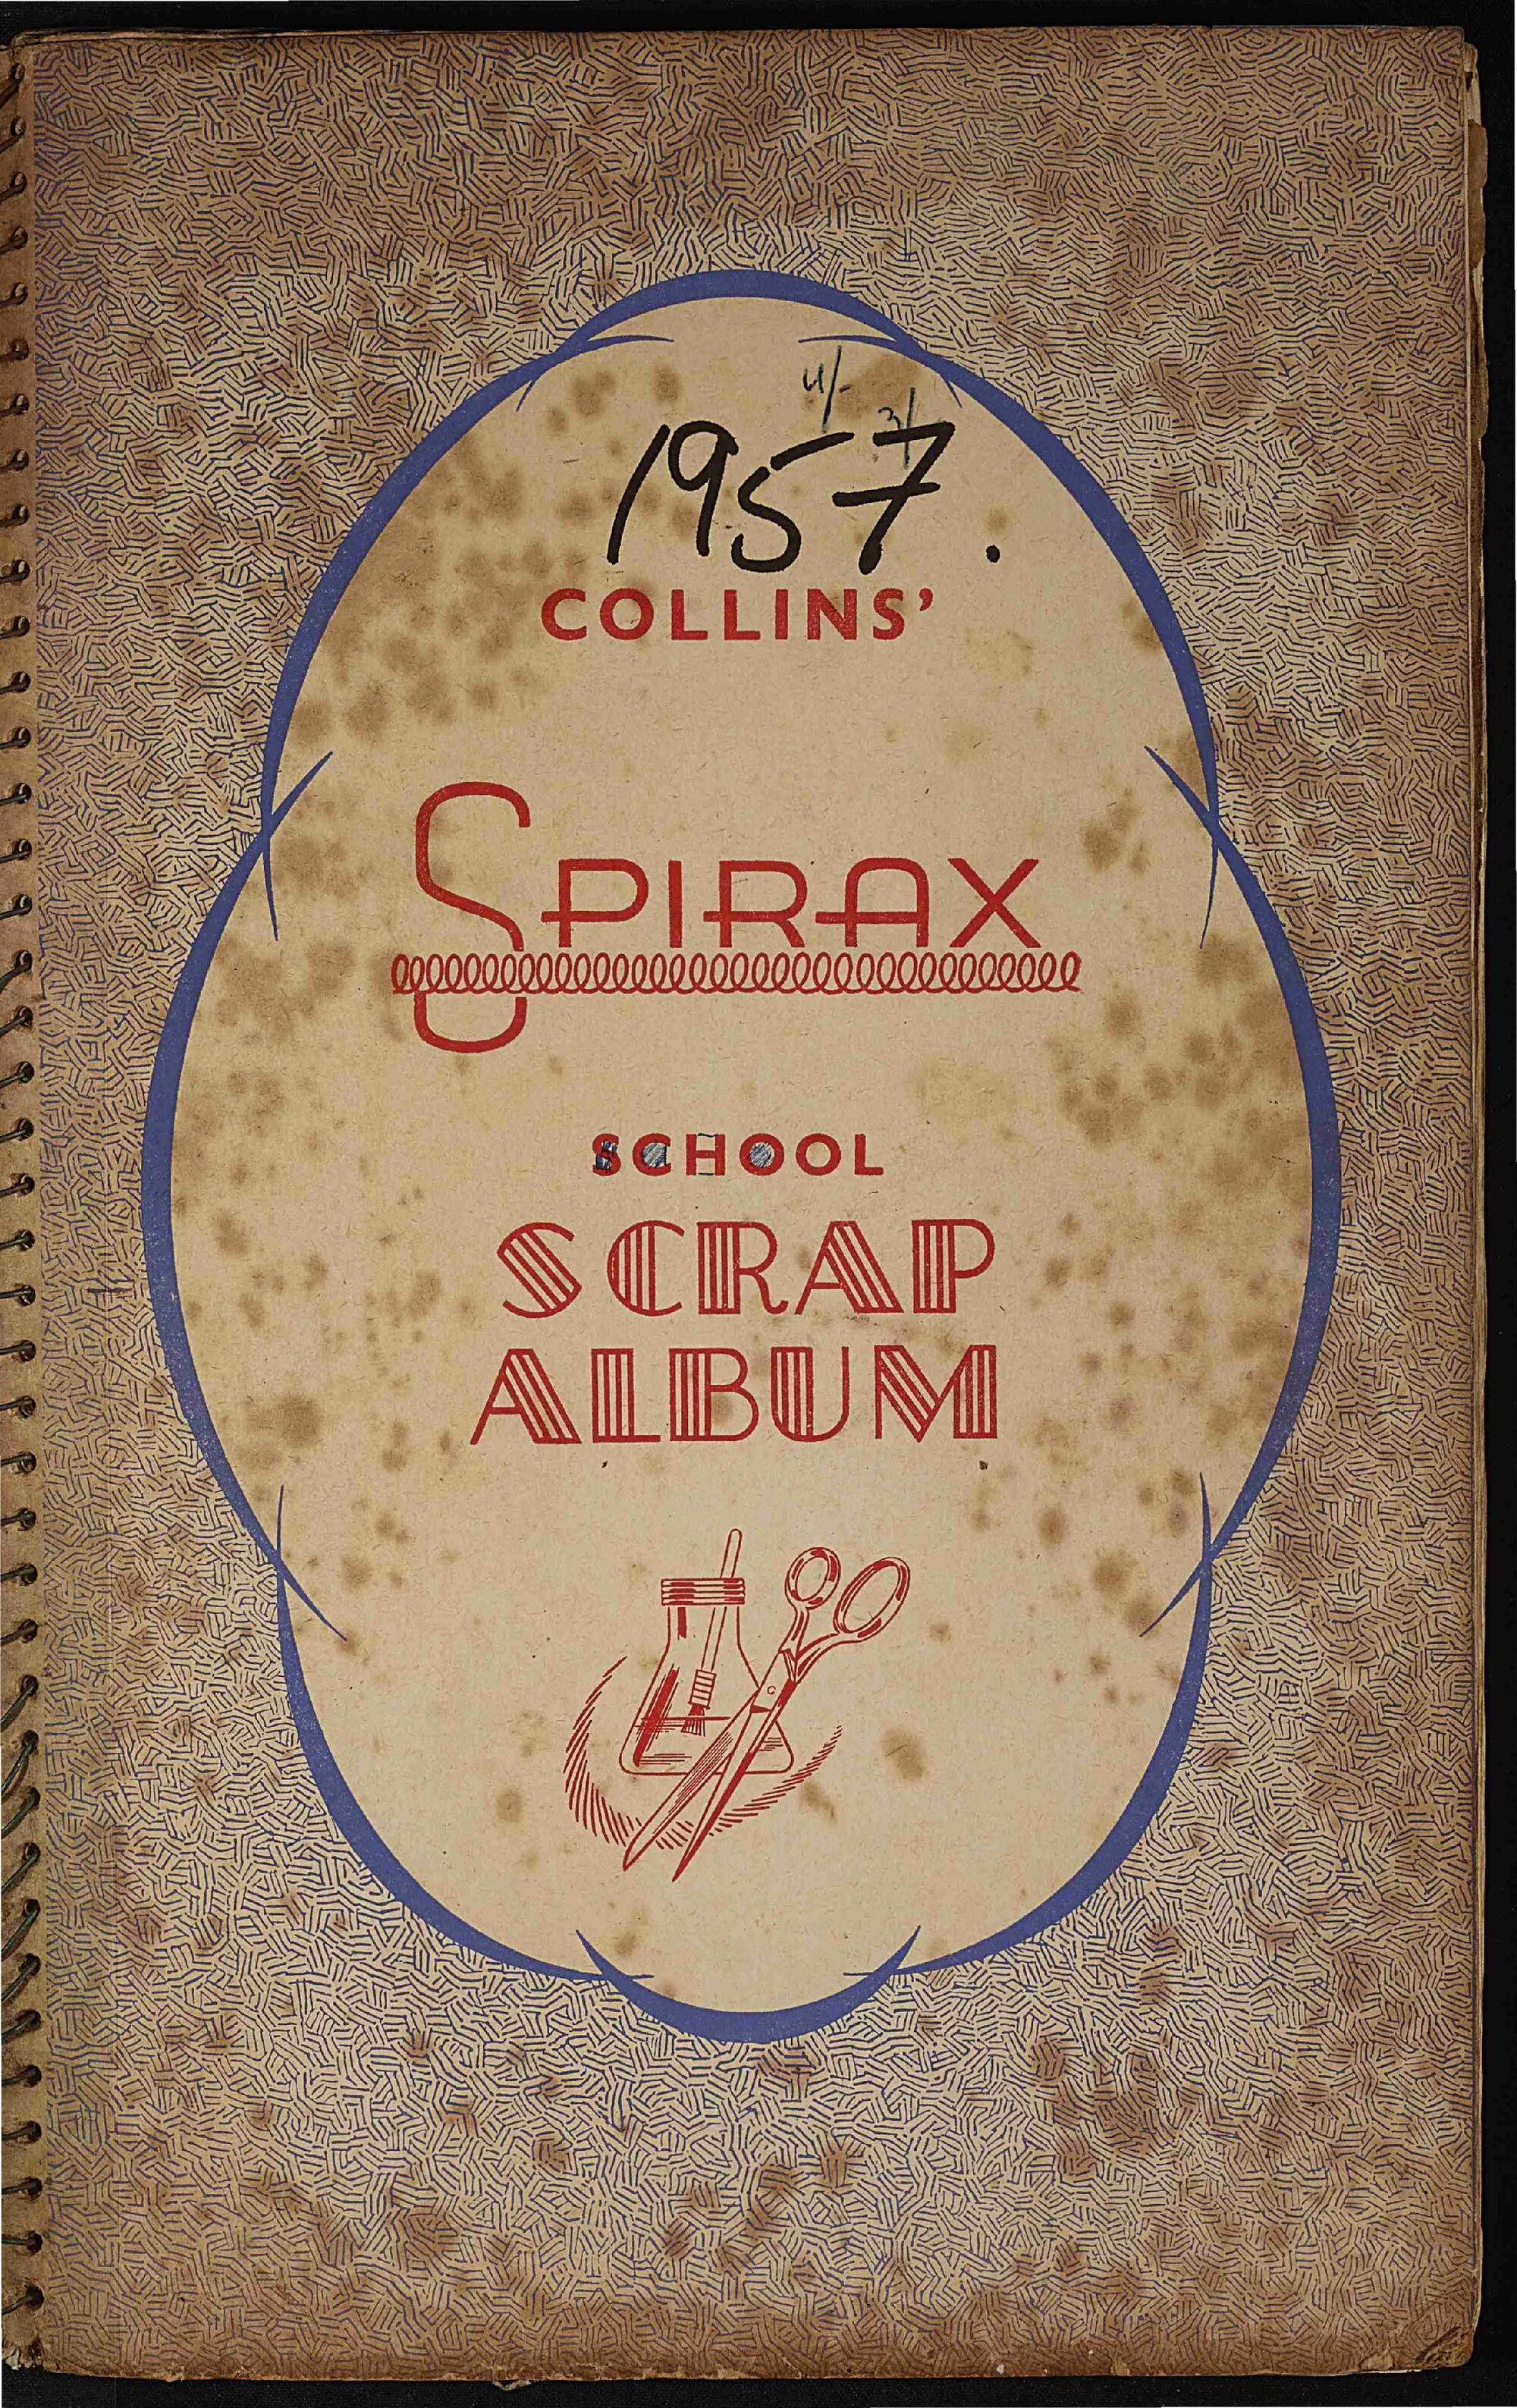 4/-
3/
1957.
COLLINS'
SPIRAX
SCHOOL
SCRAP
ALBUM
G